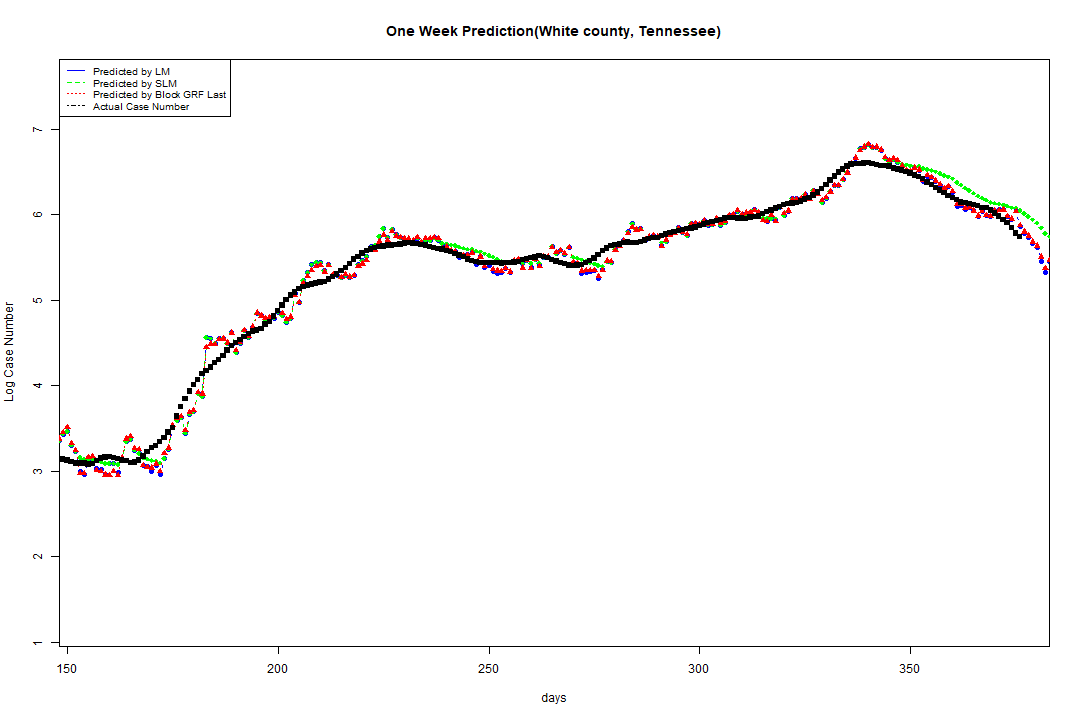 One Week Prediction(White county, Tennessee)
Predicted by LM
Predicted by SLM
Predicted by Block GRF Last
Actual Case Number
7
6
5
4
3
2
1
Log Case Number
150 200 250 300 350
days